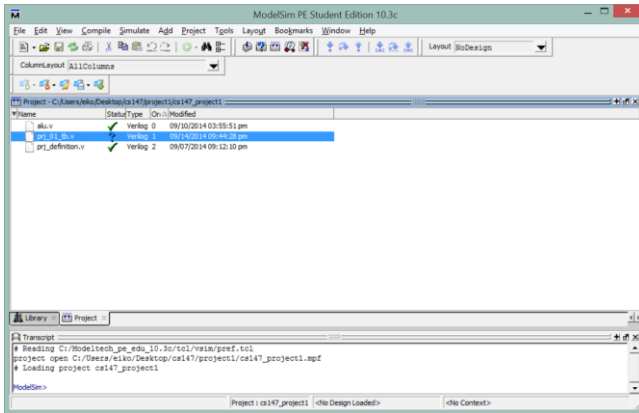 ModelSim PE Student Edition 10.3c
File Edit View Compile Simulate Add Project Tools Layout Bookmarks Window Help
Layout NoDesign
ColumnLayout AllColumns
Project - C:/Users/eiko/Desktop/cs147/project1/cs147_project1
Name Status Type Modified
alu.v Verilog 0 09/10/2014 03:55:51 pm
prj_01_tb.v ? Verilog 1 09/14/2014 09:44:28 pm
prj_definition.v Verilog 2 09/07/2014 09:12:10 pm
Library Project
Transcript
# Reading C:/Modeltech_pe_edu_10.3c/tcl/vsim/pref.tcl
project open C:/Users/eiko/Desktop/cs147/project1/cs147_project1.mpf
# Loading project cs147_project1
ModelSim>
Project : cs147_project1 <No Design Loaded> <No Context>